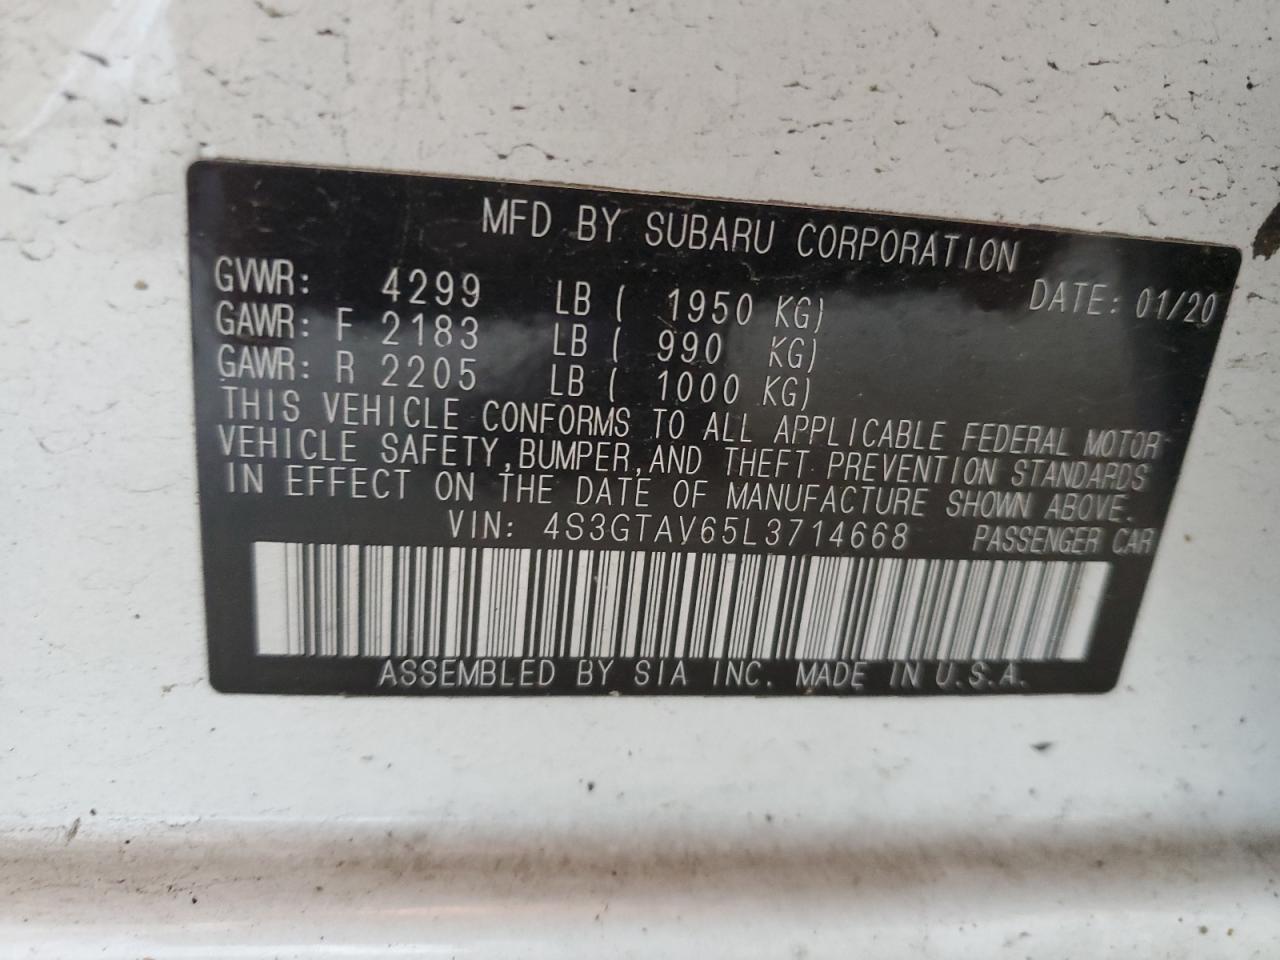 MFD BY SUBARU CORPORATION
GVWR: 4299 LB ( 1950 KG) DATE: 01/20
GAWR: F 2183 LB ( 990 KG)
GAWR: R 2205 LB ( 1000 KG)
THIS VEHICLE CONFORMS TO ALL APPLICABLE FEDERAL MOTOR
VEHICLE SAFETY,BUMPER,AND THEFT PREVENTION STANDARDS
IN EFFECT ON THE DATE OF MANUFACTURE SHOWN ABOVE.
VIN: 4S3GTAV65L3714668 PASSENGER CAR
ASSEMBLED BY SIA INC. MADE IN U.S.A.